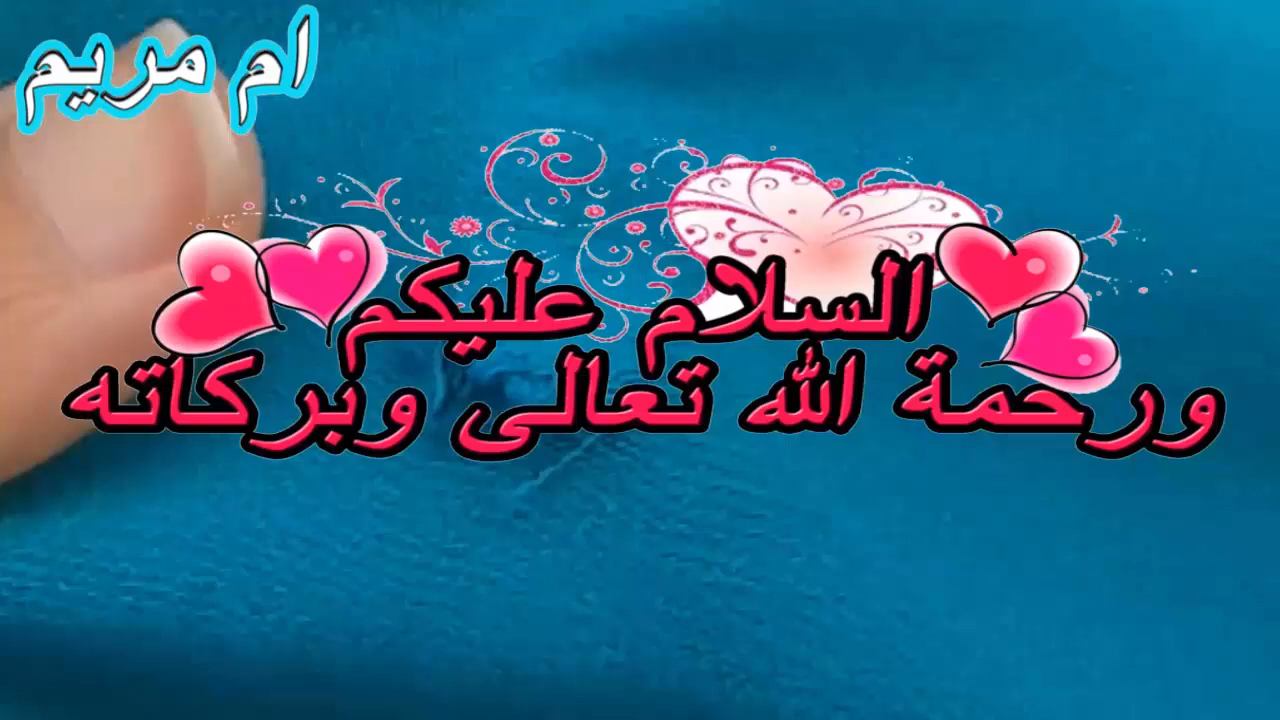 ام مريم
السلام عليكم
ورحمة الله تعالى وبركاته